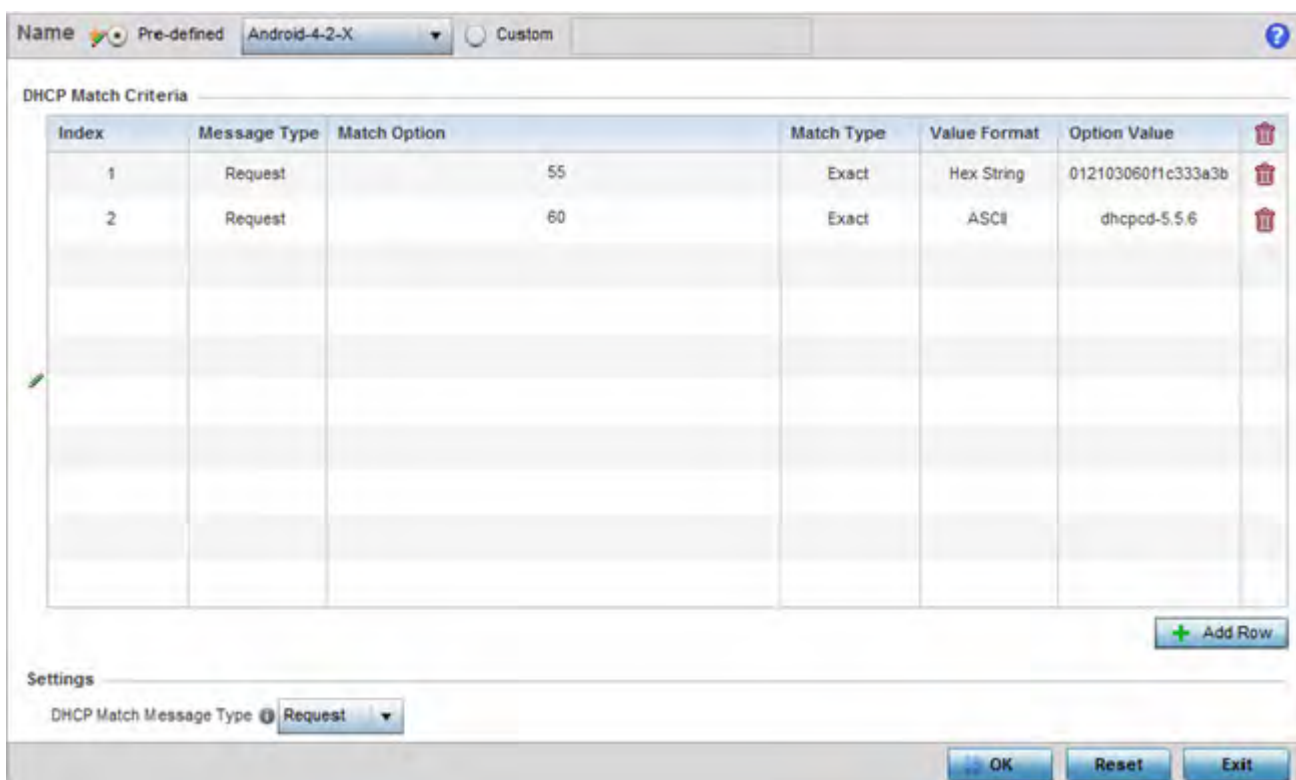 Name Pre-defined Android-4-2-X Custom
DHCP Match Criteria
Index Message Type Match Option Match Type Value Format Option Value
1 Request 55 Exact Hex String 012103060f1c333a3b
2 Request 60 Exact ASCII dhcpcd-5.5.6
+ Add Row
Settings
DHCP Match Message Type Request
OK Reset Exit